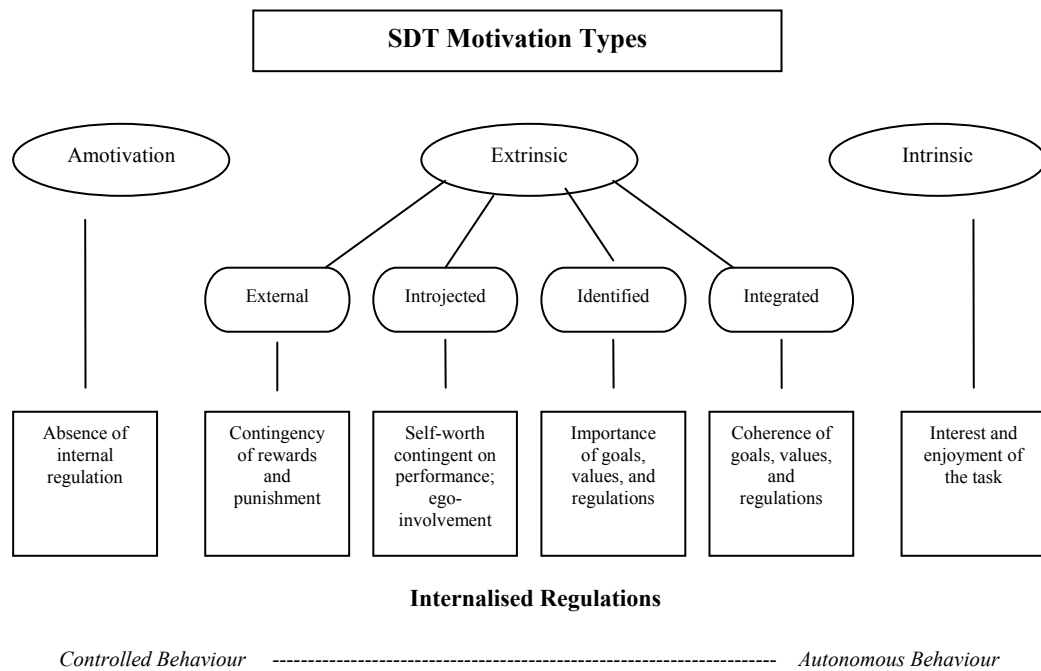 SDT Motivation Types
Amotivation
Extrinsic
Intrinsic
External
Introjected
Identified
Integrated
Absence of
internal
regulation
Contingency
of rewards
and
punishment
Self-worth
contingent on
performance;
ego-
involvement
Importance
of goals,
values, and
regulations
Coherence of
goals, values,
and
regulations
Interest and
enjoyment of
the task
Internalised Regulations
Controlled Behaviour ----------------------------------------------------------------------- Autonomous Behaviour